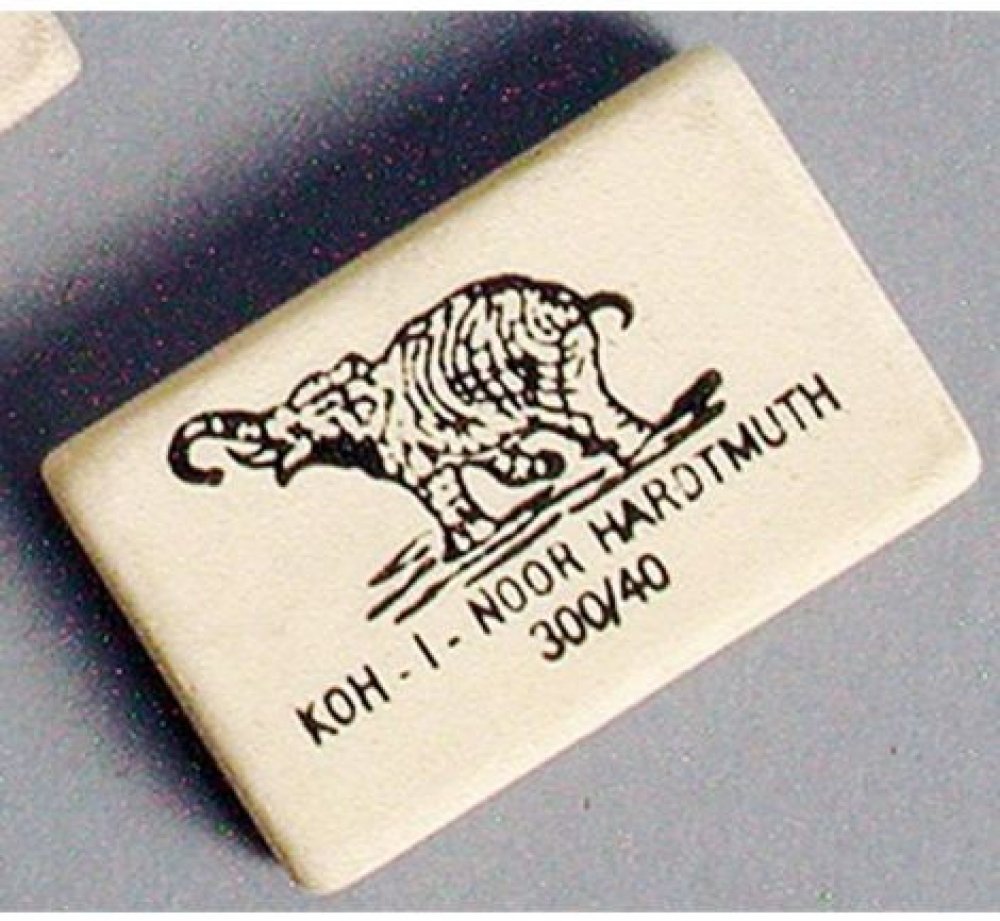 KOH - I - NOOR HARDTMUTH
300/40